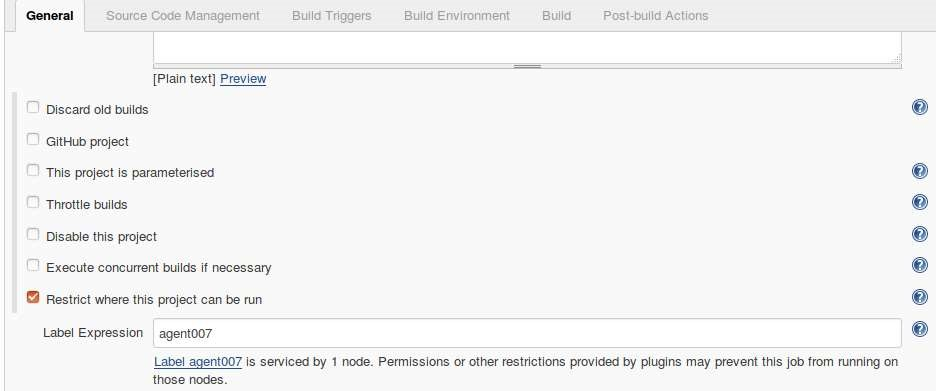 General Source Code Management Build Triggers Build Environment Build Post-build Actions
[Plain text] Preview
Discard old builds
GitHub project
This project is parameterised
Throttle builds
Disable this project
Execute concurrent builds if necessary
Restrict where this project can be run
Label Expression agent007
Label agent007 is serviced by 1 node. Permissions or other restrictions provided by plugins may prevent this job from running on
those nodes.